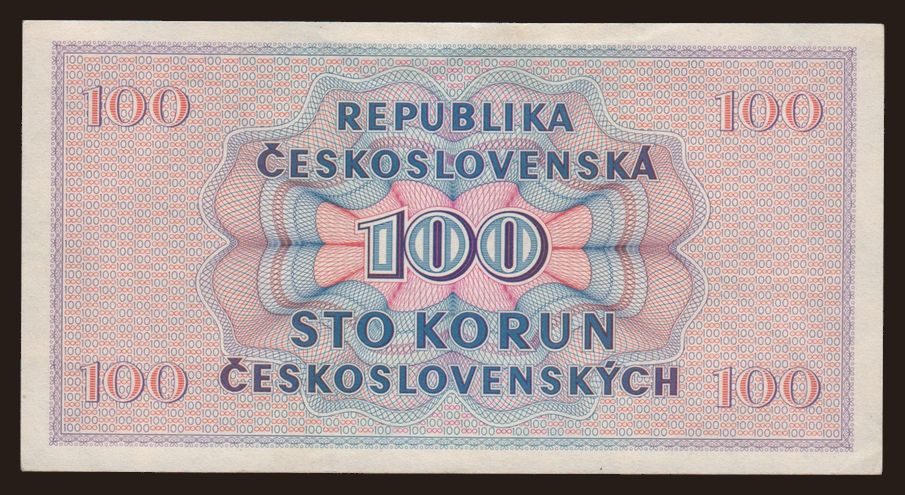 100 100
REPUBLIKA
ČESKOSLOVENSKÁ
100
STO KORUN
ČESKOSLOVENSKÝCH
100 100